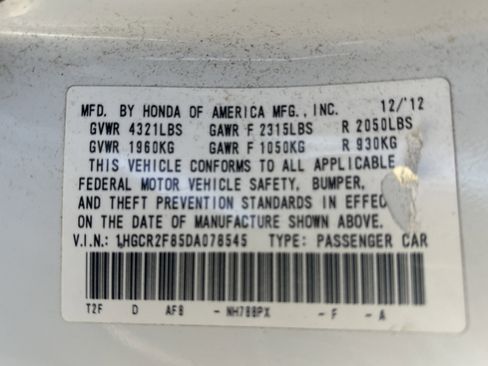 MFD. BY HONDA OF AMERICA MFG., INC. 12/'12
GVWR 4321LBS GAWR F 2315LBS R 2050LBS
GVWR 1960KG GAWR F 1050KG R 930KG
THIS VEHICLE CONFORMS TO ALL APPLICABLE
FEDERAL MOTOR VEHICLE SAFETY, BUMPER,
AND THEFT PREVENTION STANDARDS IN EFFEC
ON THE DATE OF MANUFACTURE SHOWN ABOVE.
V.I.N.: 1HGCR2F85DA078545 TYPE: PASSENGER CAR
T2F D AF8 - NH788PX - F - A